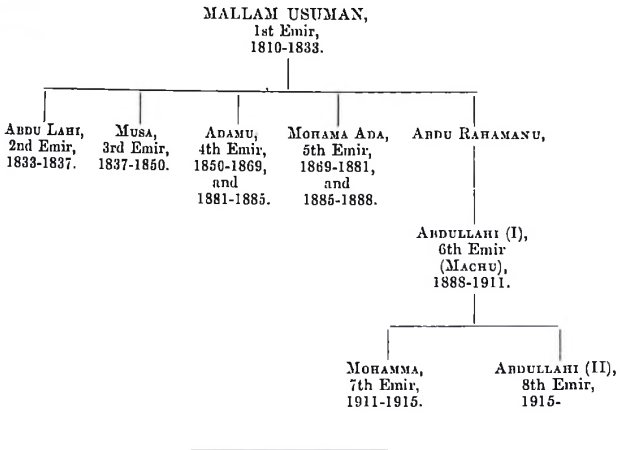 MALLAM USUMAN,
1st Emir,
1810-1833.
ABDU LAHI,
2nd Emir,
1833-1837.
MUSA,
3rd Emir,
1837-1850.
ADAMU,
4th Emir,
1850-1869,
and
1881-1885.
MOHAMA ADA,
5th Emir,
1869-1881,
and
1885-1888.
ABDU RAHAMANU,
ABDULLAHI (I),
6th Emir
(MACHU),
1888-1911.
MOHAMMA,
7th Emir,
1911-1915.
ABDULLAHI (II),
8th Emir,
1915-